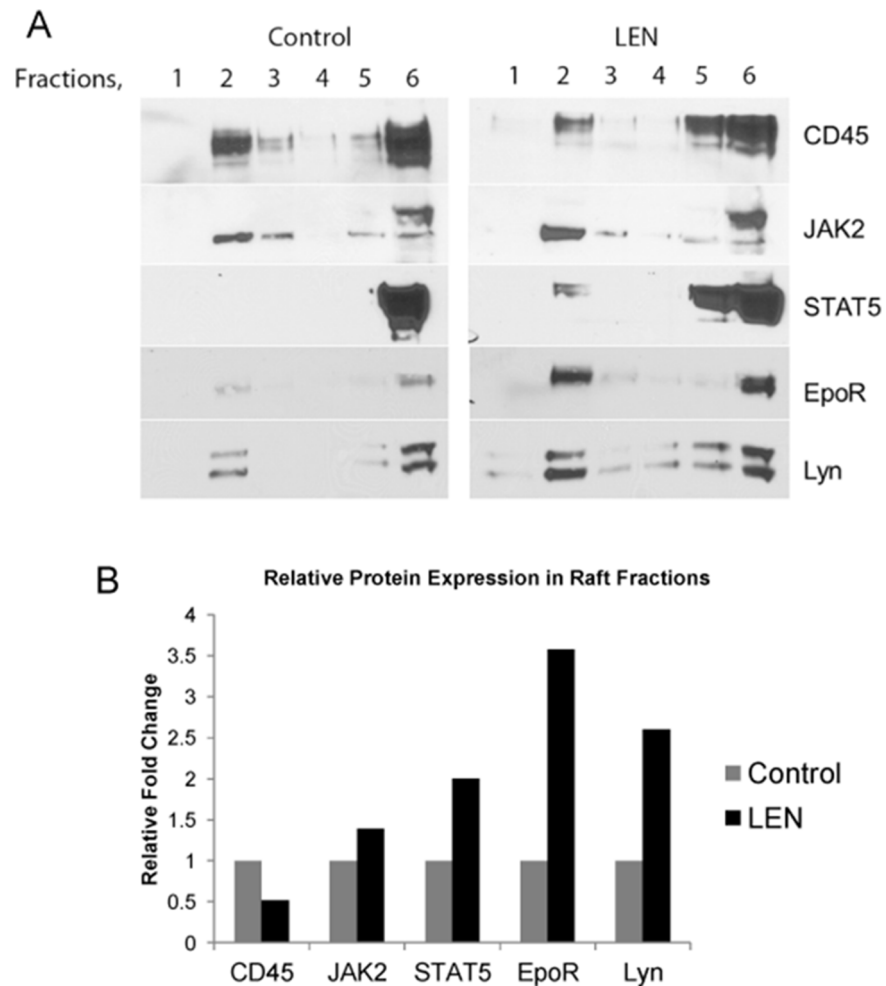 A
Control LEN
Fractions, 1 2 3 4 5 6 1 2 3 4 5 6
CD45
JAK2
STAT5
EpoR
Lyn
B
Relative Protein Expression in Raft Fractions
Relative Fold Change
4
3.5
3
2.5
2
1.5
1
0.5
0
CD45 JAK2 STAT5 EpoR Lyn
Control
LEN